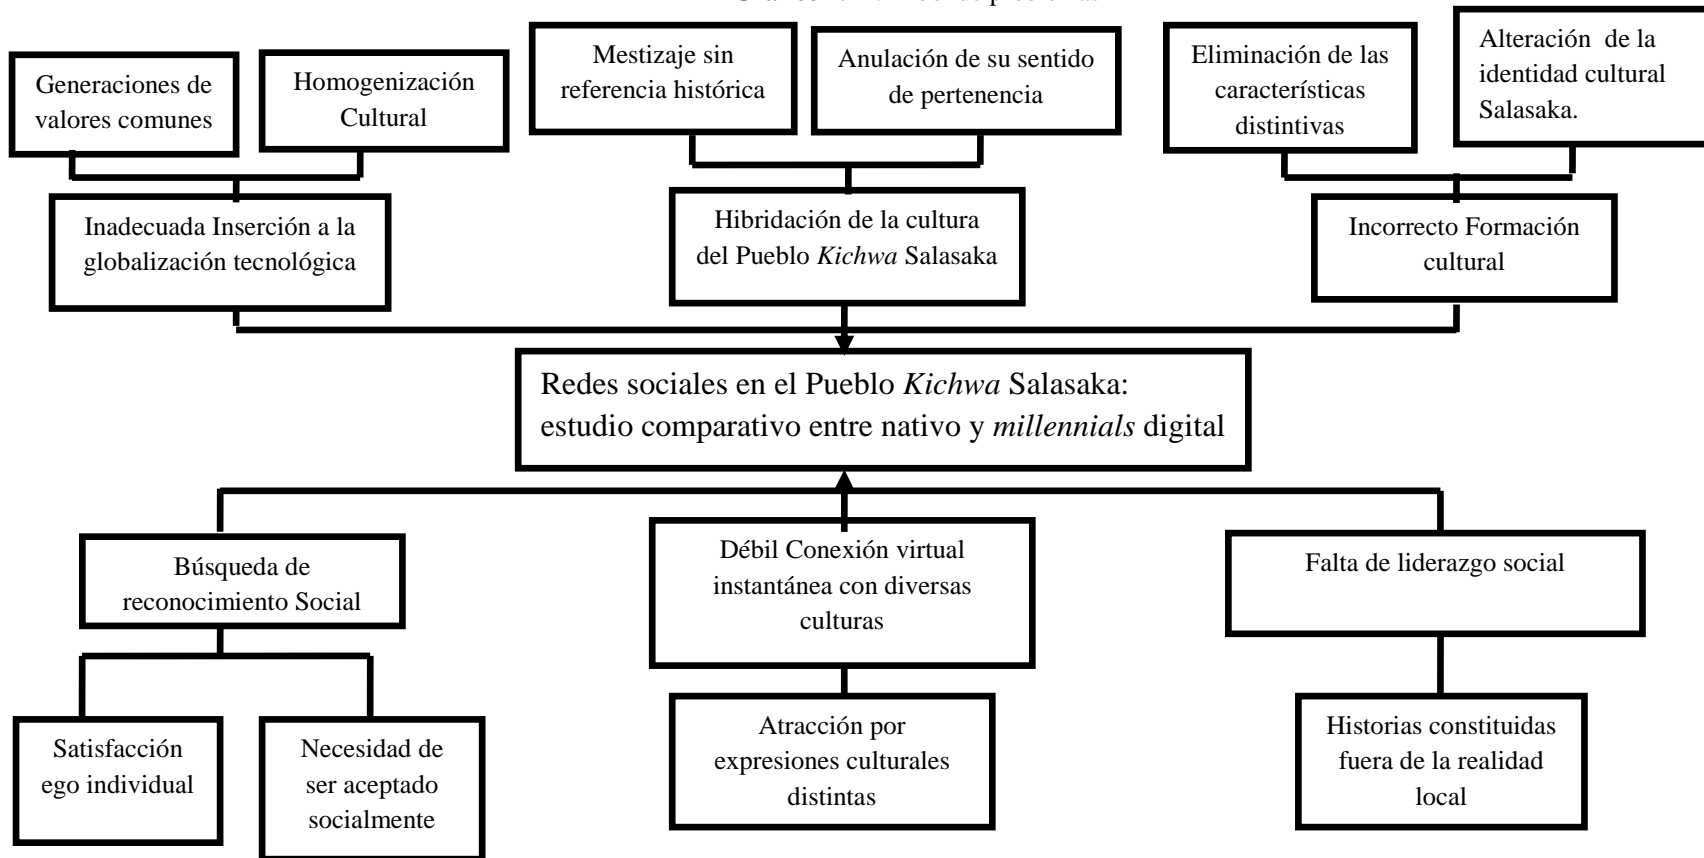 Generaciones de
valores comunes
Homogenización
Cultural
Mestizaje sin
referencia histórica
Anulación de su sentido
de pertenencia
Eliminación de las
características
distintivas
Alteración de la
identidad cultural
Salasaka.
Inadecuada Inserción a la
globalización tecnológica
Hibridación de la cultura
del Pueblo Kichwa Salasaka
Incorrecto Formación
cultural
Redes sociales en el Pueblo Kichwa Salasaka:
estudio comparativo entre nativo y millennials digital
Búsqueda de
reconocimiento Social
Débil Conexión virtual
instantánea con diversas
culturas
Falta de liderazgo social
Satisfacción
ego individual
Necesidad de
ser aceptado
socialmente
Atracción por
expresiones culturales
distintas
Historias constituidas
fuera de la realidad
local